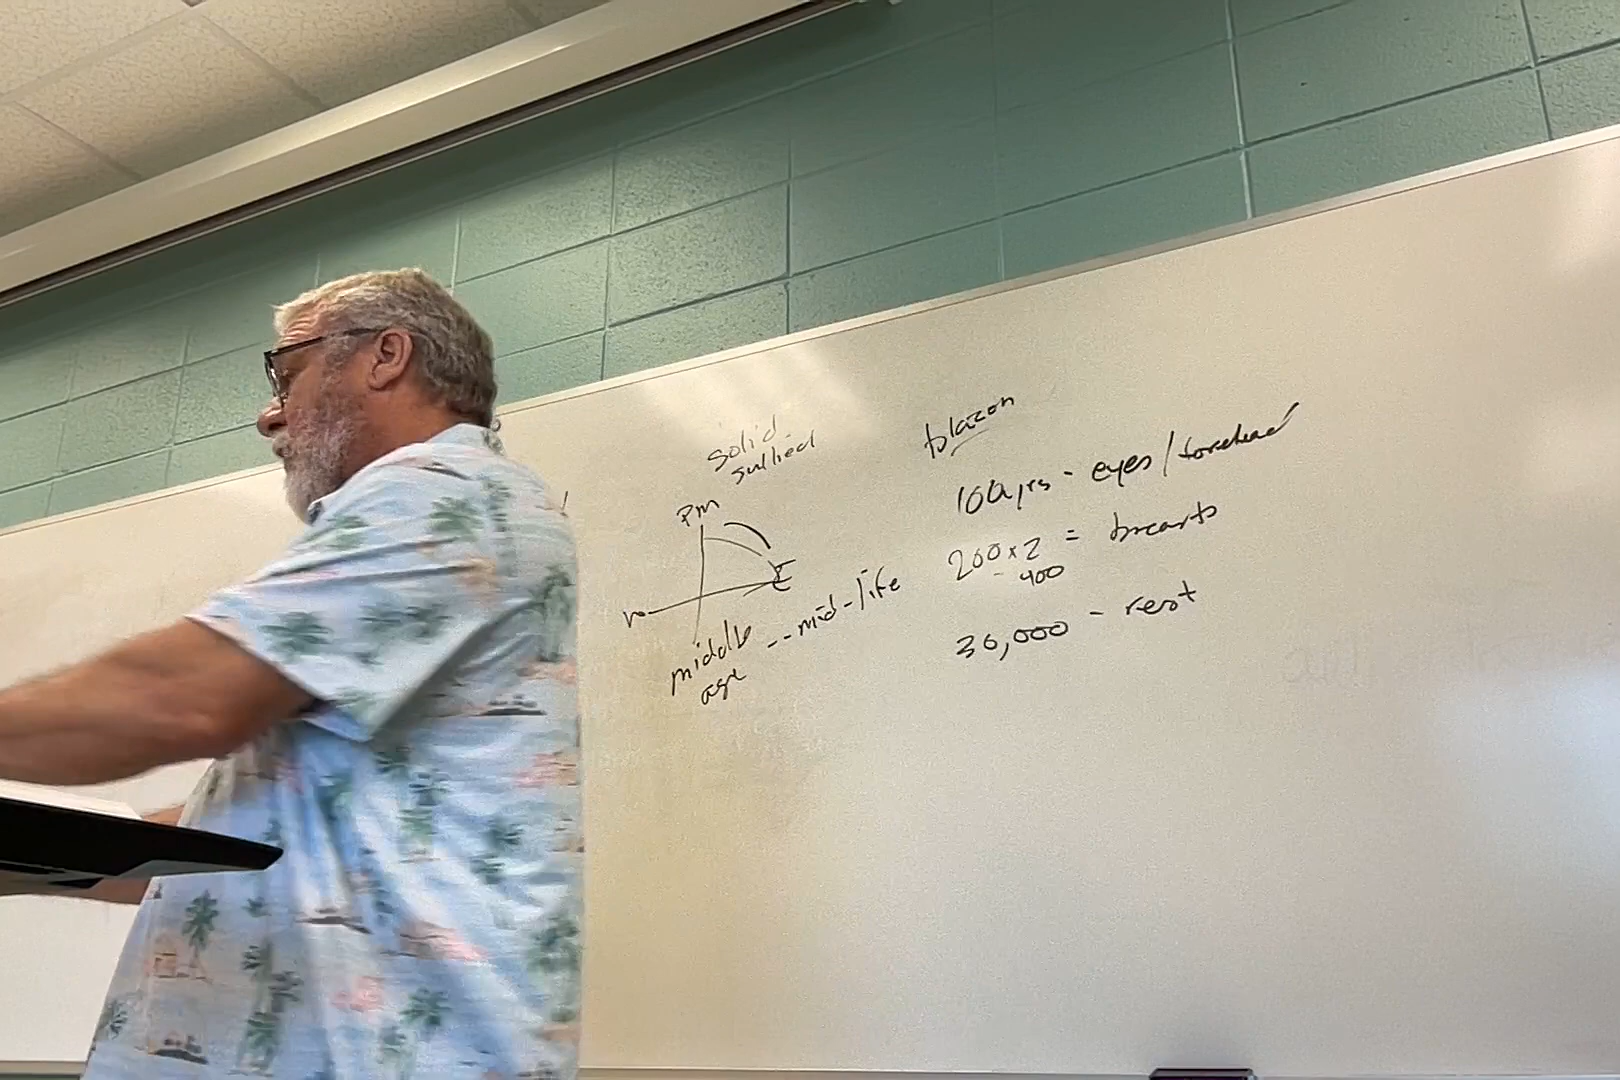 solid
sullied
PM
E
middle -- mid-life
age
blazon
100 yrs - eyes/forehead
200 x 2 = breasts
- 400
30,000 - rest